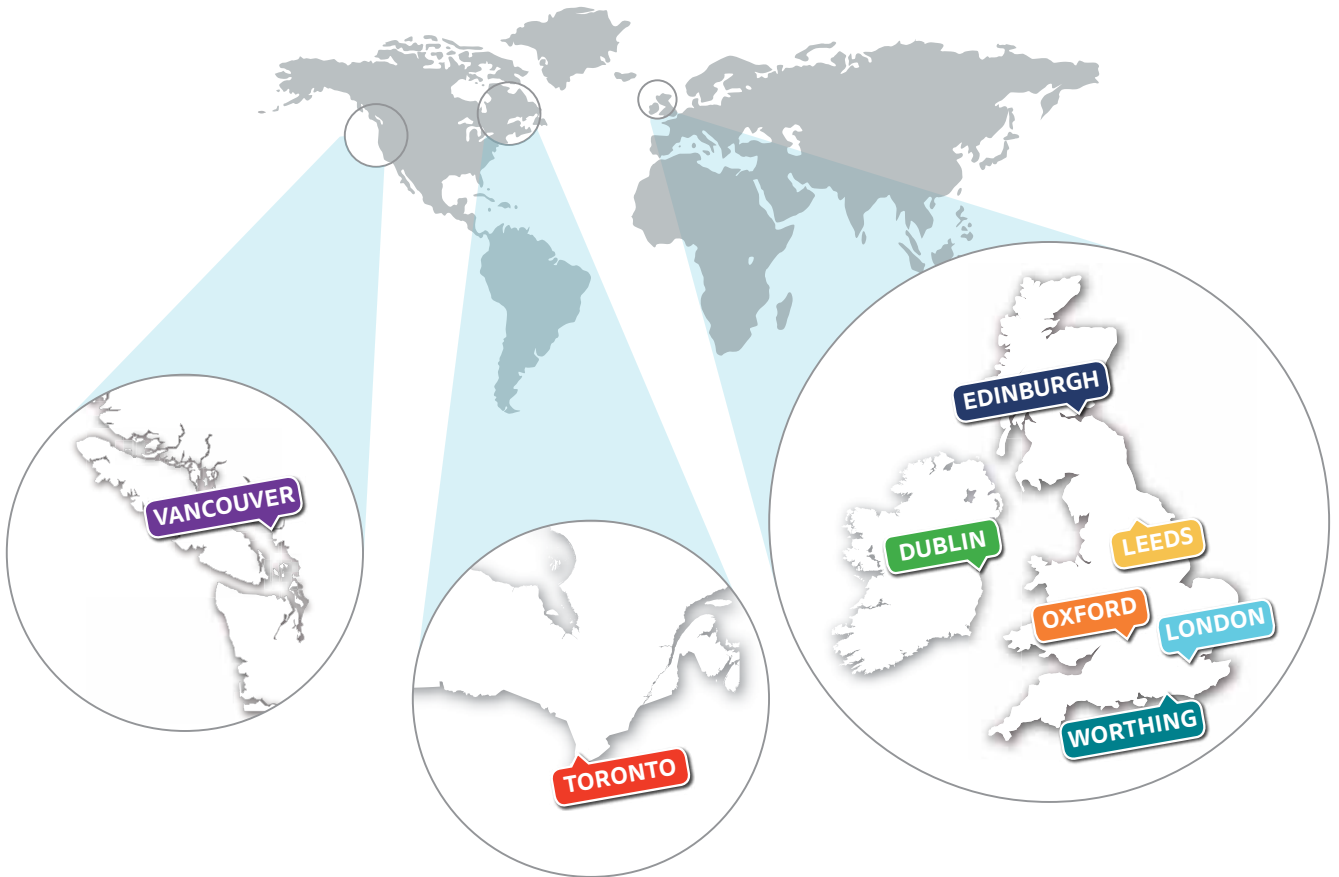 EDINBURGH
VANCOUVER
DUBLIN
LEEDS
OXFORD
LONDON
WORTHING
TORONTO